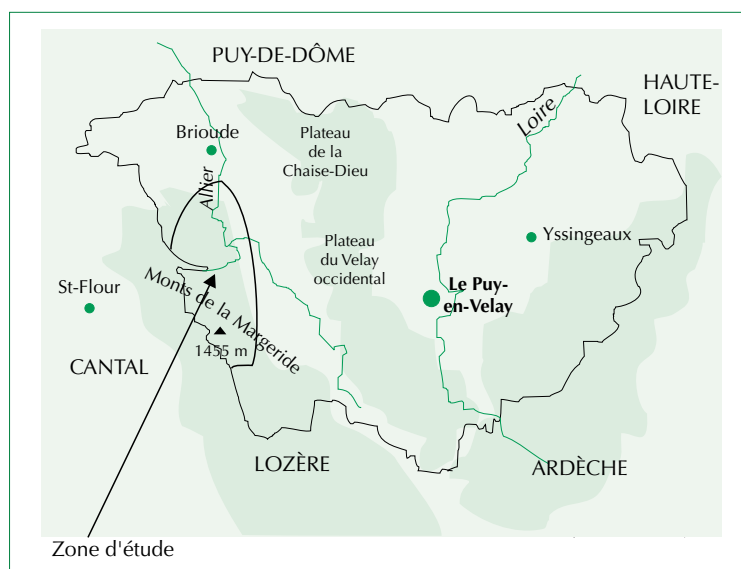 PUY-DE-DÔME
HAUTE-
LOIRE
Loire
Brioude
Plateau
de la
Chaise-Dieu
Allier
Yssingeaux
Plateau
du Velay
occidental
St-Flour
Monts de la Margeride
Le Puy-
en-Velay
1455 m
CANTAL
LOZÈRE
ARDÈCHE
Zone d'étude